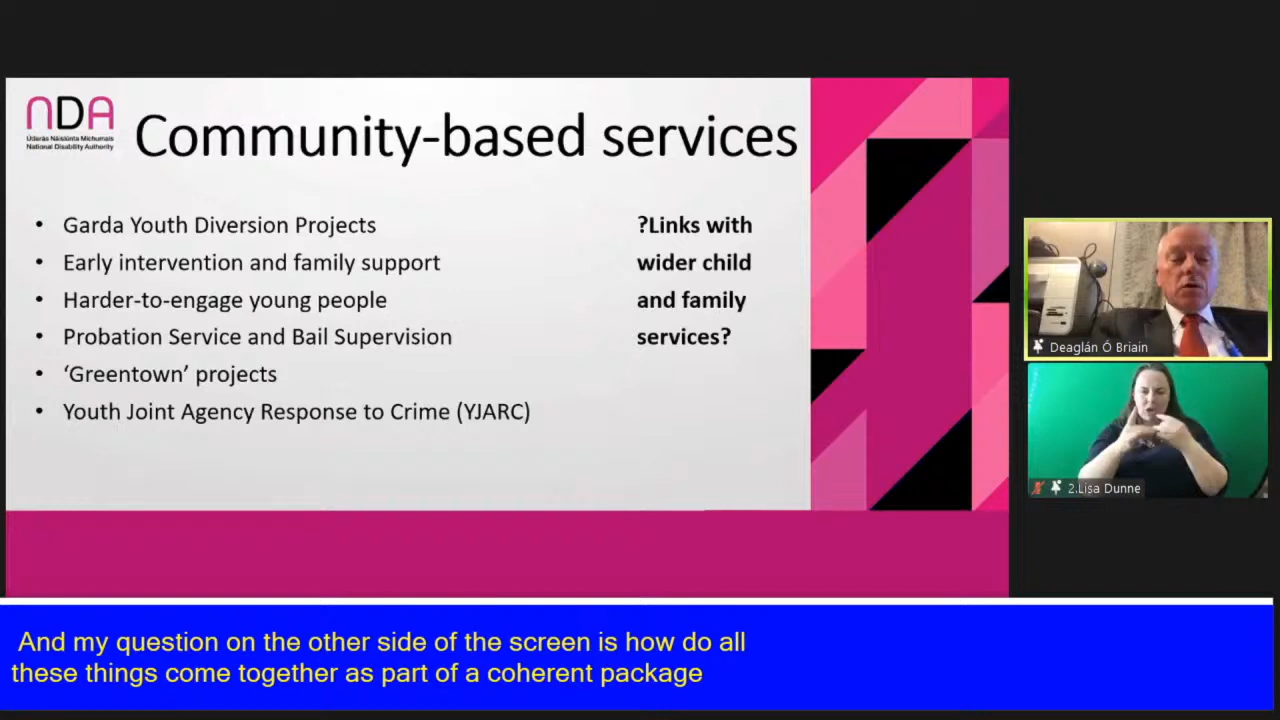 NDA
Údarás Náisiúnta Míchumais
National Disability Authority
Community-based services
• Garda Youth Diversion Projects
• Early intervention and family support
• Harder-to-engage young people
• Probation Service and Bail Supervision
• ‘Greentown’ projects
• Youth Joint Agency Response to Crime (YJARC)
?Links with
wider child
and family
services?
Deaglán Ó Briain
2.Lisa Dunne
And my question on the other side of the screen is how do all
these things come together as part of a coherent package